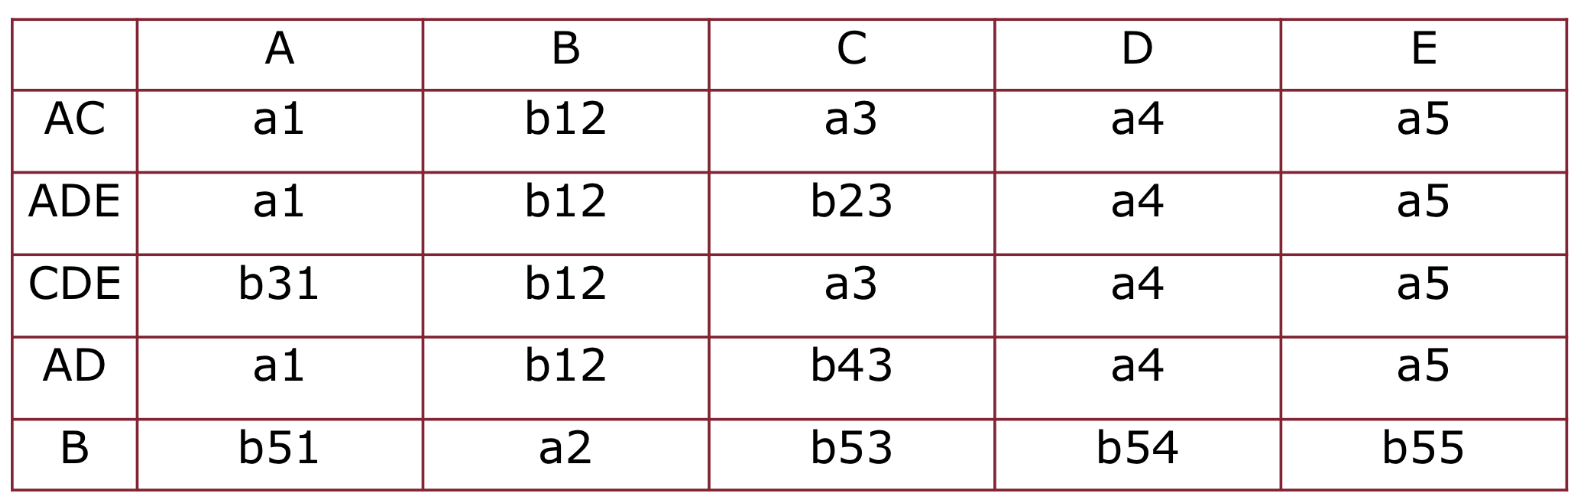 A B C D E
AC a1 b12 a3 a4 a5
ADE a1 b12 b23 a4 a5
CDE b31 b12 a3 a4 a5
AD a1 b12 b43 a4 a5
B b51 a2 b53 b54 b55